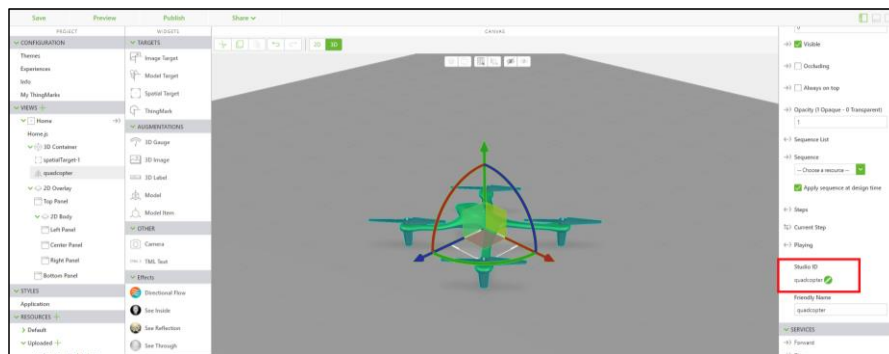 Save
Preview
Publish
Share
PROJECT
WIDGETS
CANVAS
CONFIGURATION
Themes
Experiences
Info
My ThingMarks
VIEWS
Home
Home.js
3D Container
spatialTarget-1
quadcopter
2D Overlay
Top Panel
2D Body
Left Panel
Center Panel
Right Panel
Bottom Panel
STYLES
Application
RESOURCES
Default
Uploaded
TARGETS
Image Target
Model Target
Spatial Target
ThingMark
AUGMENTATIONS
3D Gauge
3D Image
3D Label
Model
Model Item
OTHER
Camera
TML Text
Effects
Directional Flow
See Inside
See Reflection
See Through
2D
3D
Visible
Occluding
Always on top
Opacity (1 Opaque - 0 Transparent)
1
Sequence List
Sequence
-- Choose a resource --
Apply sequence at design time
Steps
Current Step
Playing
Studio ID
quadcopter
Friendly Name
quadcopter
SERVICES
Forward